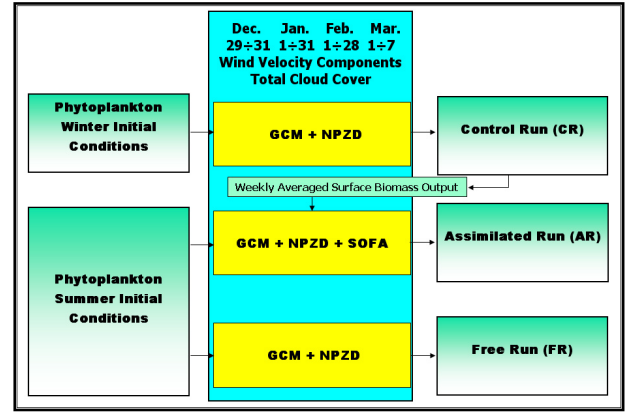 Dec. Jan. Feb. Mar.
29÷31 1÷31 1÷28 1÷7
Wind Velocity Components
Total Cloud Cover
Phytoplankton
Winter Initial
Conditions
GCM + NPZD
Control Run (CR)
Weekly Averaged Surface Biomass Output
Phytoplankton
Summer Initial
Conditions
GCM + NPZD + SOFA
Assimilated Run (AR)
GCM + NPZD
Free Run (FR)